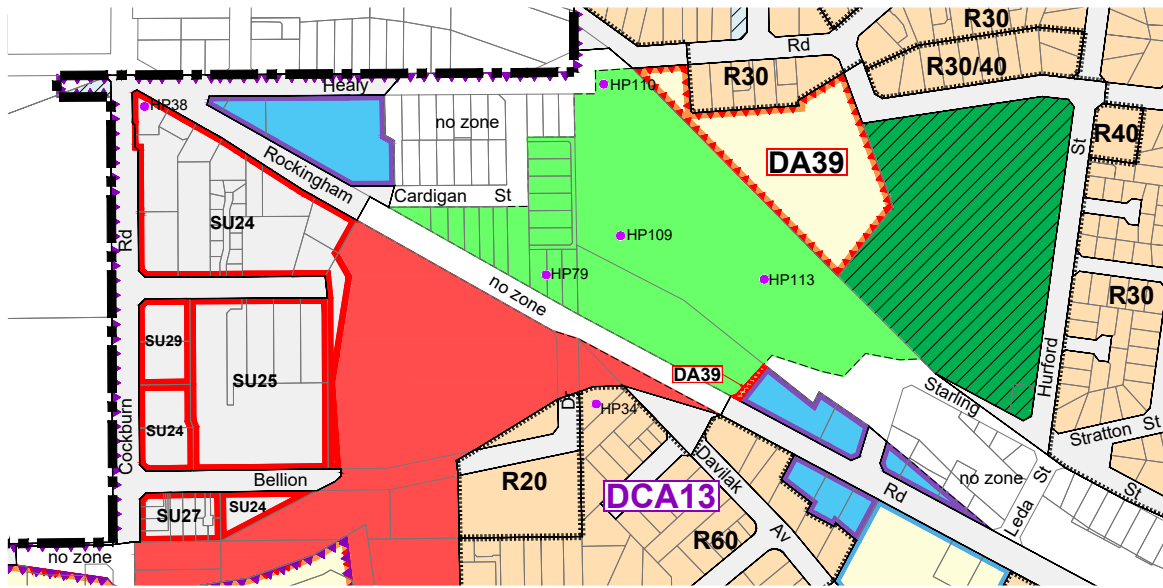 R30
Rd
R30/40
R30
Healy
HP110
HP38
no zone
R40
St
DA39
Rockingham
Cardigan St
SU24
Rd
HP109
HP79
HP113
no zone
R30
SU29
SU25
DA39
Starling
Hurford
Dr
HP34
SU24
Cockburn
Stratton St
Davilak
Bellion
R20
DCA13
no zone
St
Rd
St
SU24
SU27
Leda
Av
R60
no zone